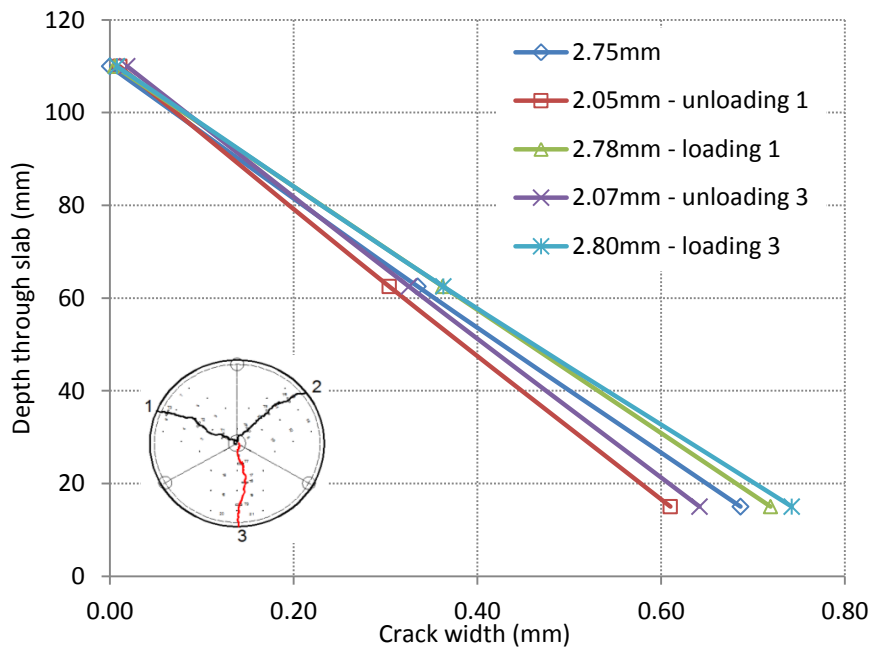 120
100
80
60
40
20
0
Depth through slab (mm)
2.75mm
2.05mm - unloading 1
2.78mm - loading 1
2.07mm - unloading 3
2.80mm - loading 3
1
2
3
0.00 0.20 0.40 0.60 0.80
Crack width (mm)